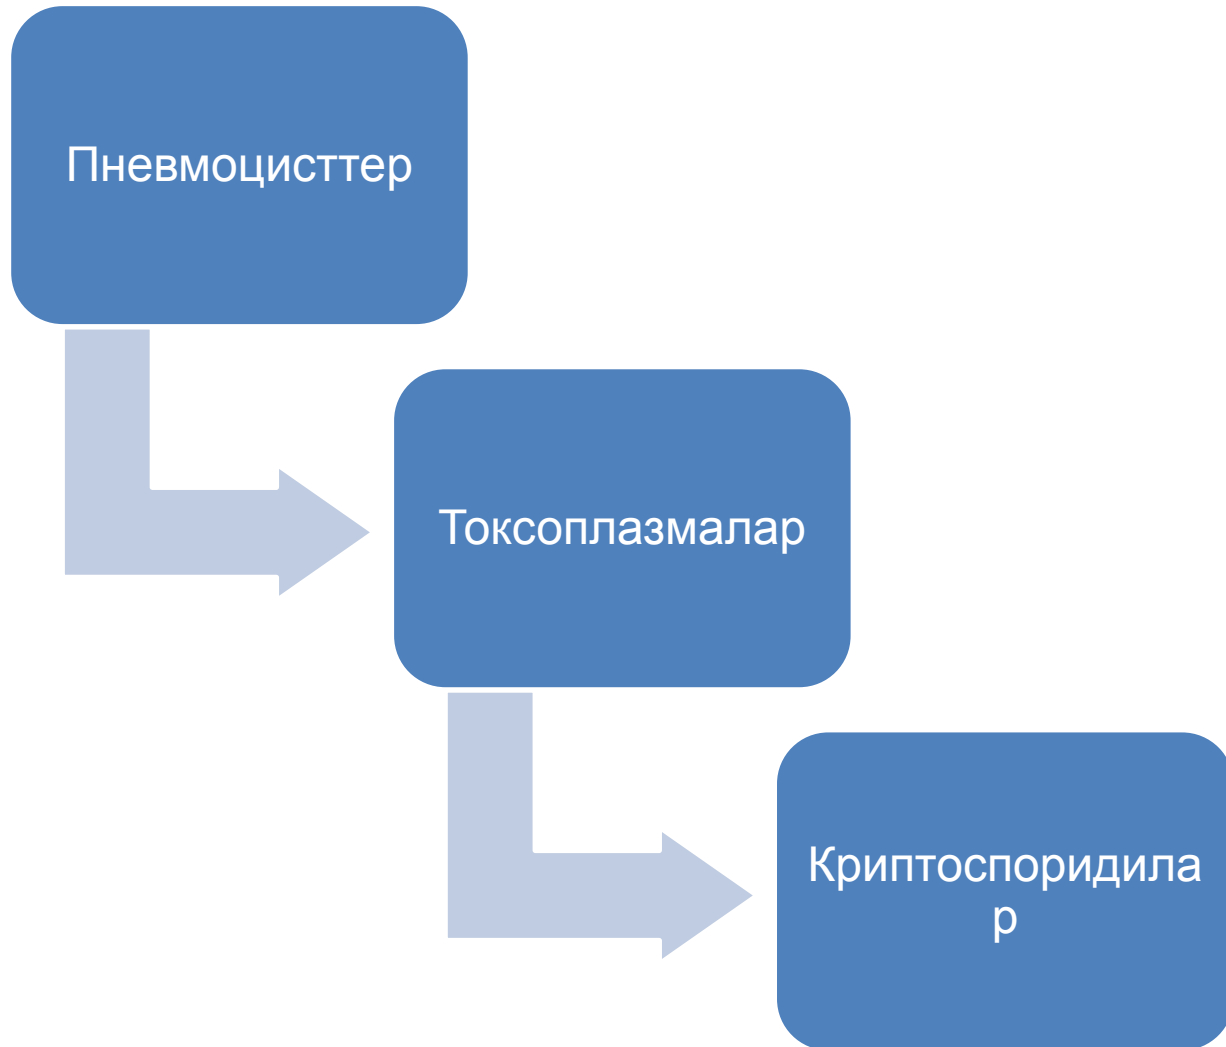 Пневмоцисттер
Токсоплазмалар
Криптоспоридила
р